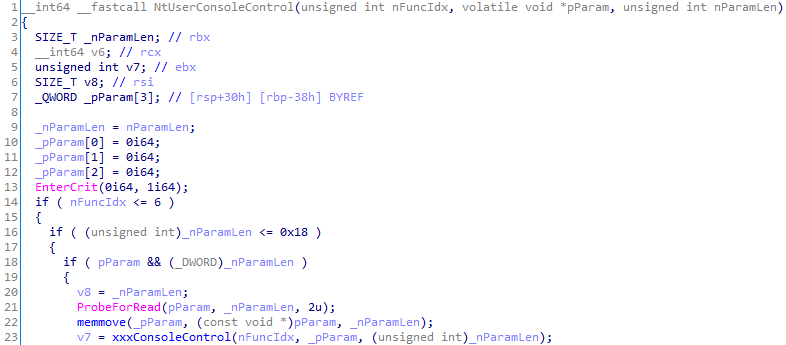 1 __int64 __fastcall NtUserConsoleControl(unsigned int nFuncIdx, volatile void *pParam, unsigned int nParamLen)
2 {
3 SIZE_T _nParamLen; // rbx
4 __int64 v6; // rcx
5 unsigned int v7; // ebx
6 SIZE_T v8; // rsi
7 _QWORD _pParam[3]; // [rsp+30h] [rbp-38h] BYREF
8
9 _nParamLen = nParamLen;
10 _pParam[0] = 0i64;
11 _pParam[1] = 0i64;
12 _pParam[2] = 0i64;
13 EnterCrit(0i64, 1i64);
14 if ( nFuncIdx <= 6 )
15 {
16 if ( (unsigned int)_nParamLen <= 0x18 )
17 {
18 if ( pParam && (_DWORD)_nParamLen )
19 {
20 v8 = _nParamLen;
21 ProbeForRead(pParam, _nParamLen, 2u);
22 memmove(_pParam, (const void *)pParam, _nParamLen);
23 v7 = xxxConsoleControl(nFuncIdx, _pParam, (unsigned int)_nParamLen);